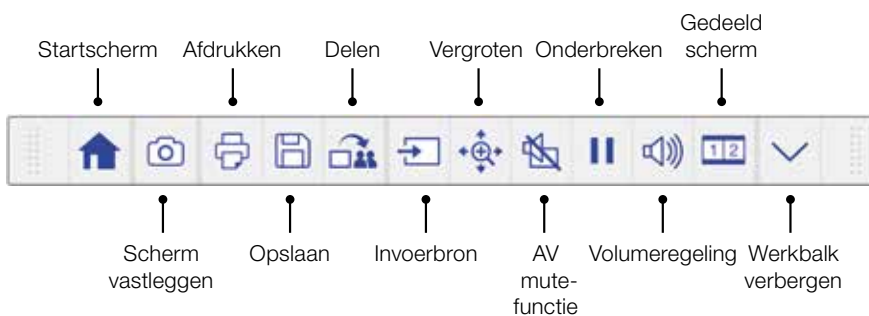 Gedeeld
Startscherm Afdrukken Delen Vergroten Onderbreken scherm
1 2
Scherm Opslaan Invoerbron AV Volumeregeling Werkbalk
vastleggen mute- verbergen
functie